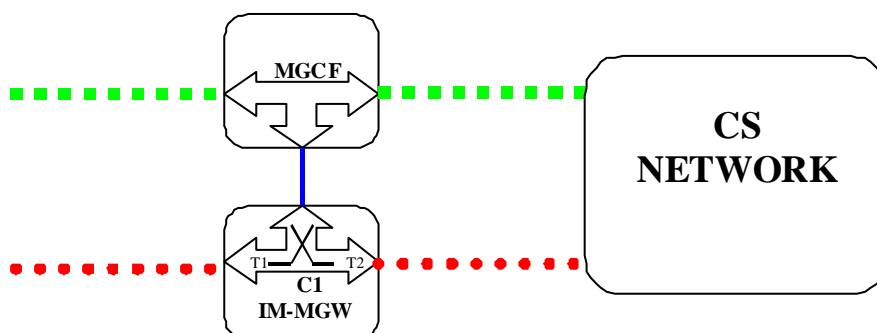 MGCF
CS
NETWORK
T1 T2
C1
IM-MGW